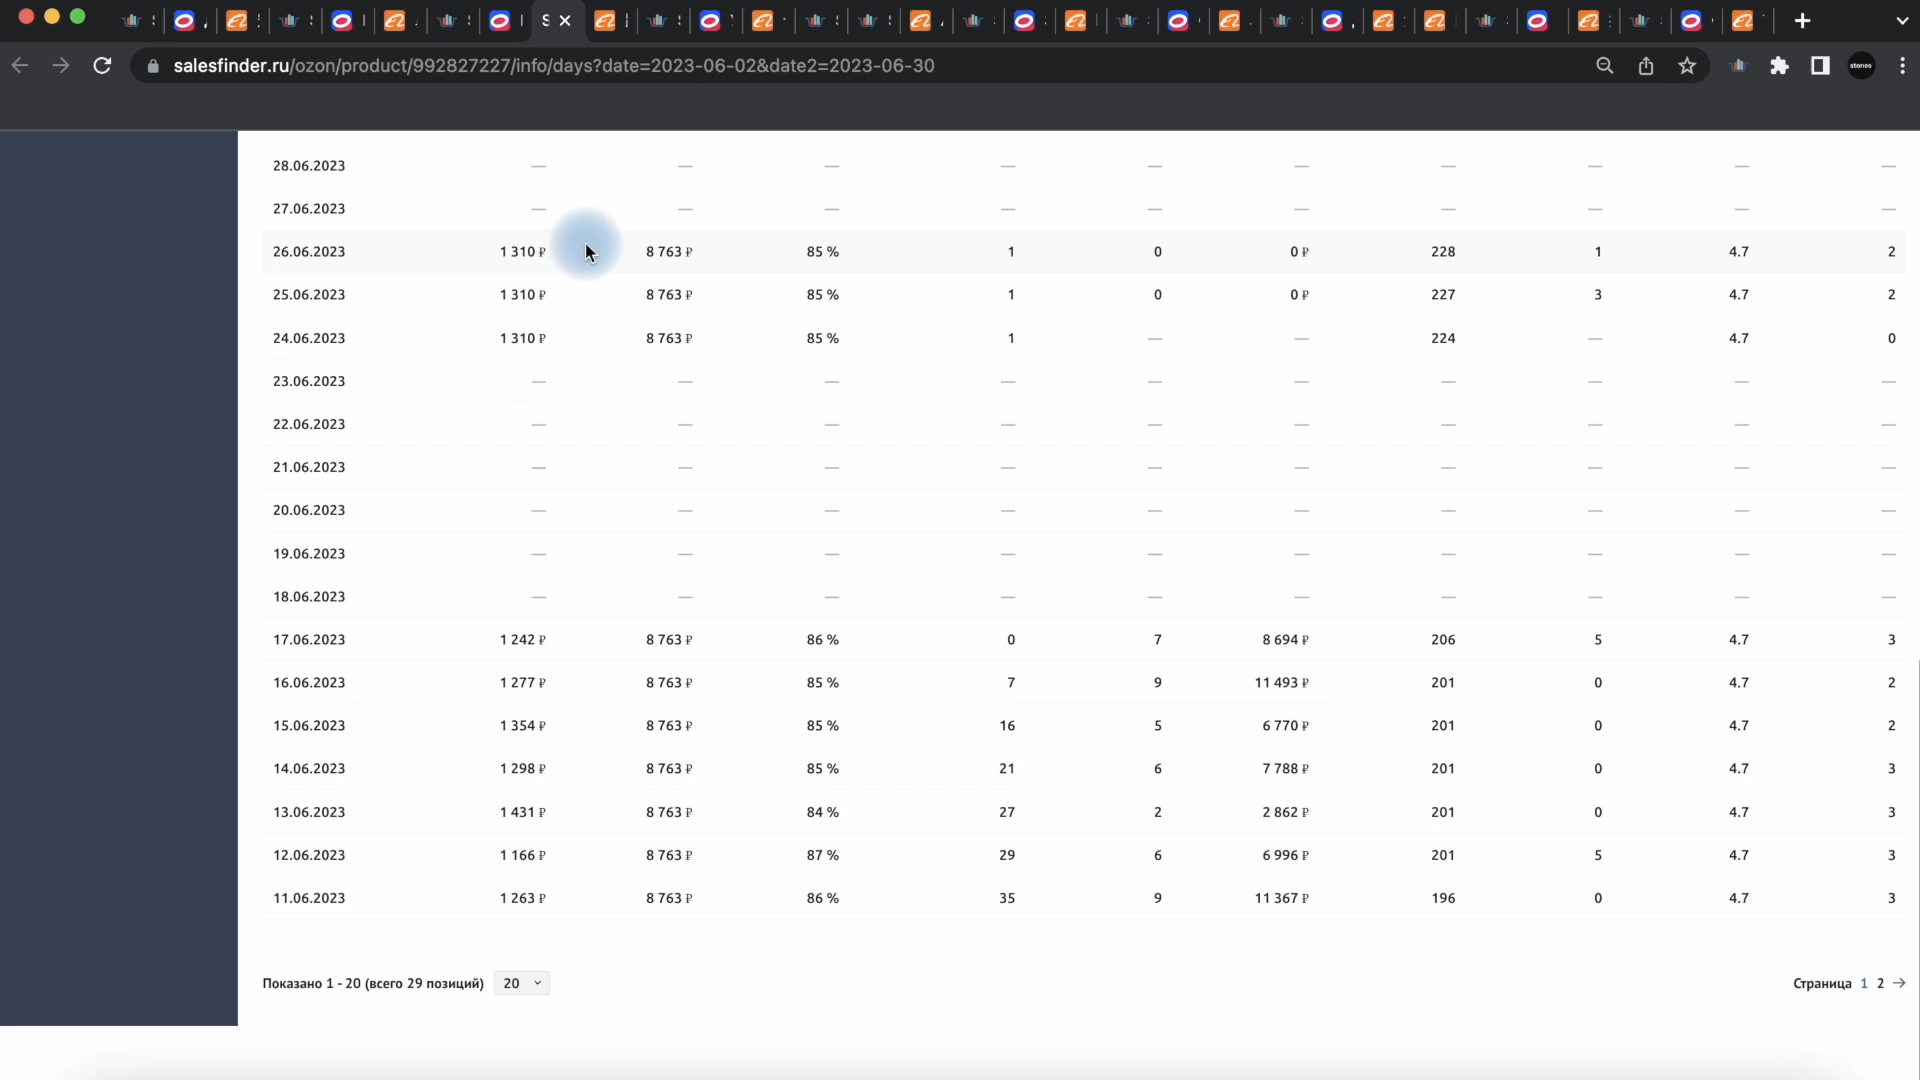 salesfinder.ru/ozon/product/992827227/info/days?date=2023-06-02&date2=2023-06-30
stones
28.06.2023 — — — — — — — — — —
27.06.2023 — — — — — — — — — —
26.06.2023 1 310 ₽ 8 763 ₽ 85 % 1 0 0 ₽ 228 1 4.7 2
25.06.2023 1 310 ₽ 8 763 ₽ 85 % 1 0 0 ₽ 227 3 4.7 2
24.06.2023 1 310 ₽ 8 763 ₽ 85 % 1 — — 224 — 4.7 0
23.06.2023 — — — — — — — — — —
22.06.2023 — — — — — — — — — —
21.06.2023 — — — — — — — — — —
20.06.2023 — — — — — — — — — —
19.06.2023 — — — — — — — — — —
18.06.2023 — — — — — — — — — —
17.06.2023 1 242 ₽ 8 763 ₽ 86 % 0 7 8 694 ₽ 206 5 4.7 3
16.06.2023 1 277 ₽ 8 763 ₽ 85 % 7 9 11 493 ₽ 201 0 4.7 2
15.06.2023 1 354 ₽ 8 763 ₽ 85 % 16 5 6 770 ₽ 201 0 4.7 2
14.06.2023 1 298 ₽ 8 763 ₽ 85 % 21 6 7 788 ₽ 201 0 4.7 3
13.06.2023 1 431 ₽ 8 763 ₽ 84 % 27 2 2 862 ₽ 201 0 4.7 3
12.06.2023 1 166 ₽ 8 763 ₽ 87 % 29 6 6 996 ₽ 201 5 4.7 3
11.06.2023 1 263 ₽ 8 763 ₽ 86 % 35 9 11 367 ₽ 196 0 4.7 3
Показано 1 - 20 (всего 29 позиций) 20 Страница 1 2 →